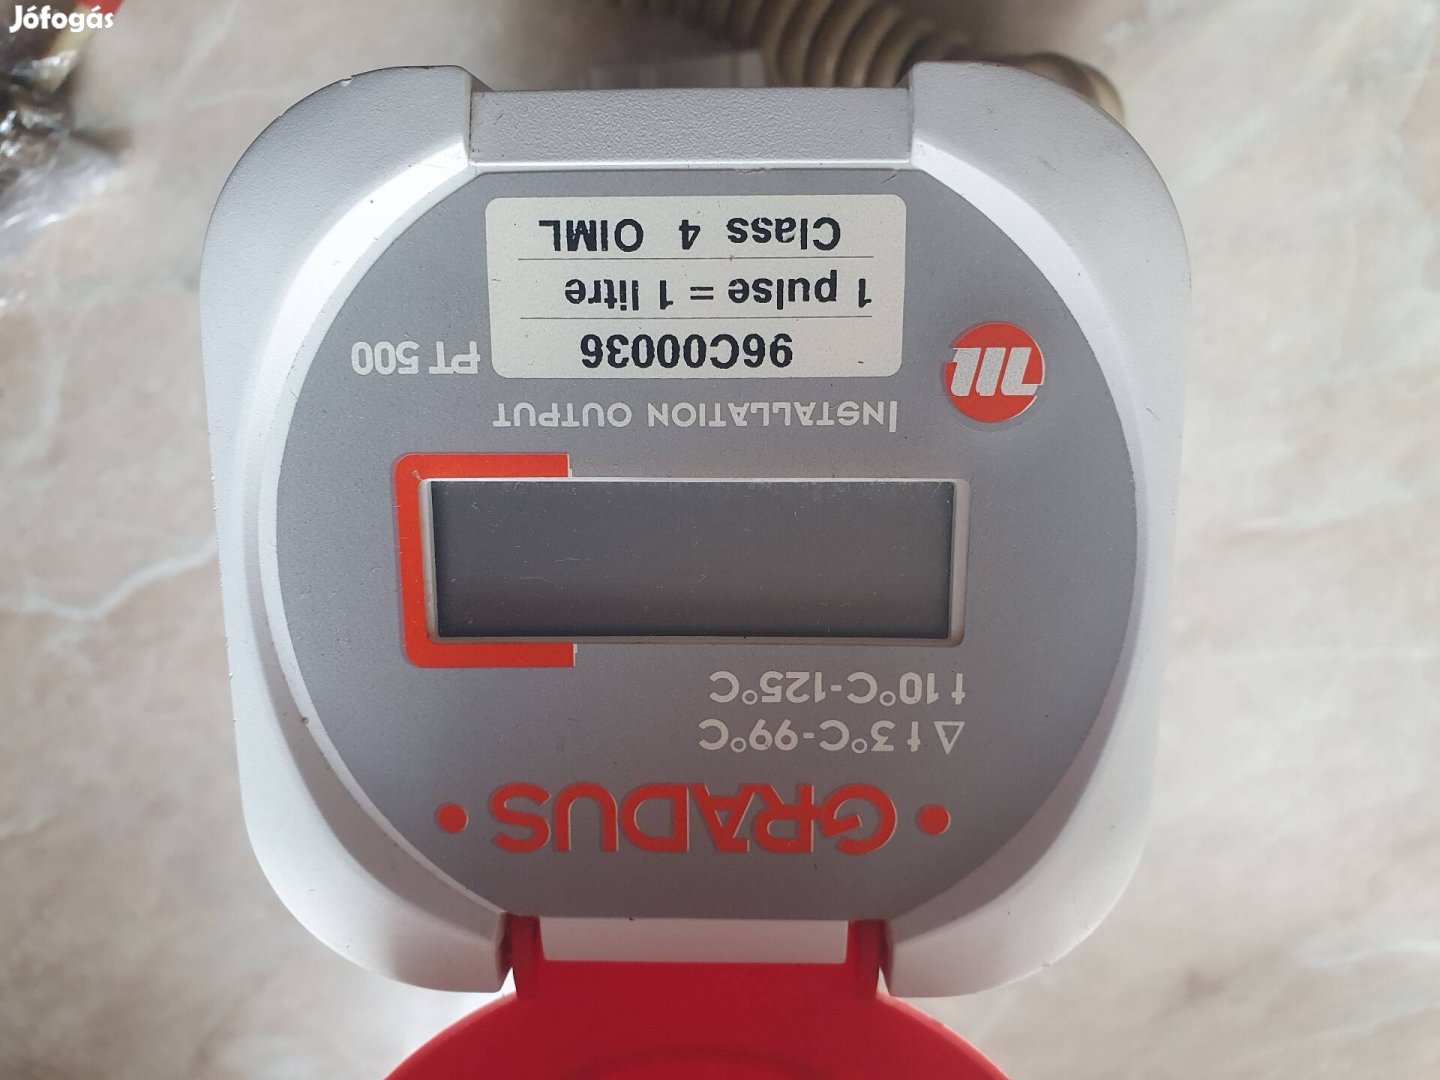 Jófogás
• GRADUS •
Δ t 3°C-99°C
t 10°C-125°C
INSTALLATION OUTPUT
PT 500
96C00036
1 pulse = 1 litre
Class 4 OIML